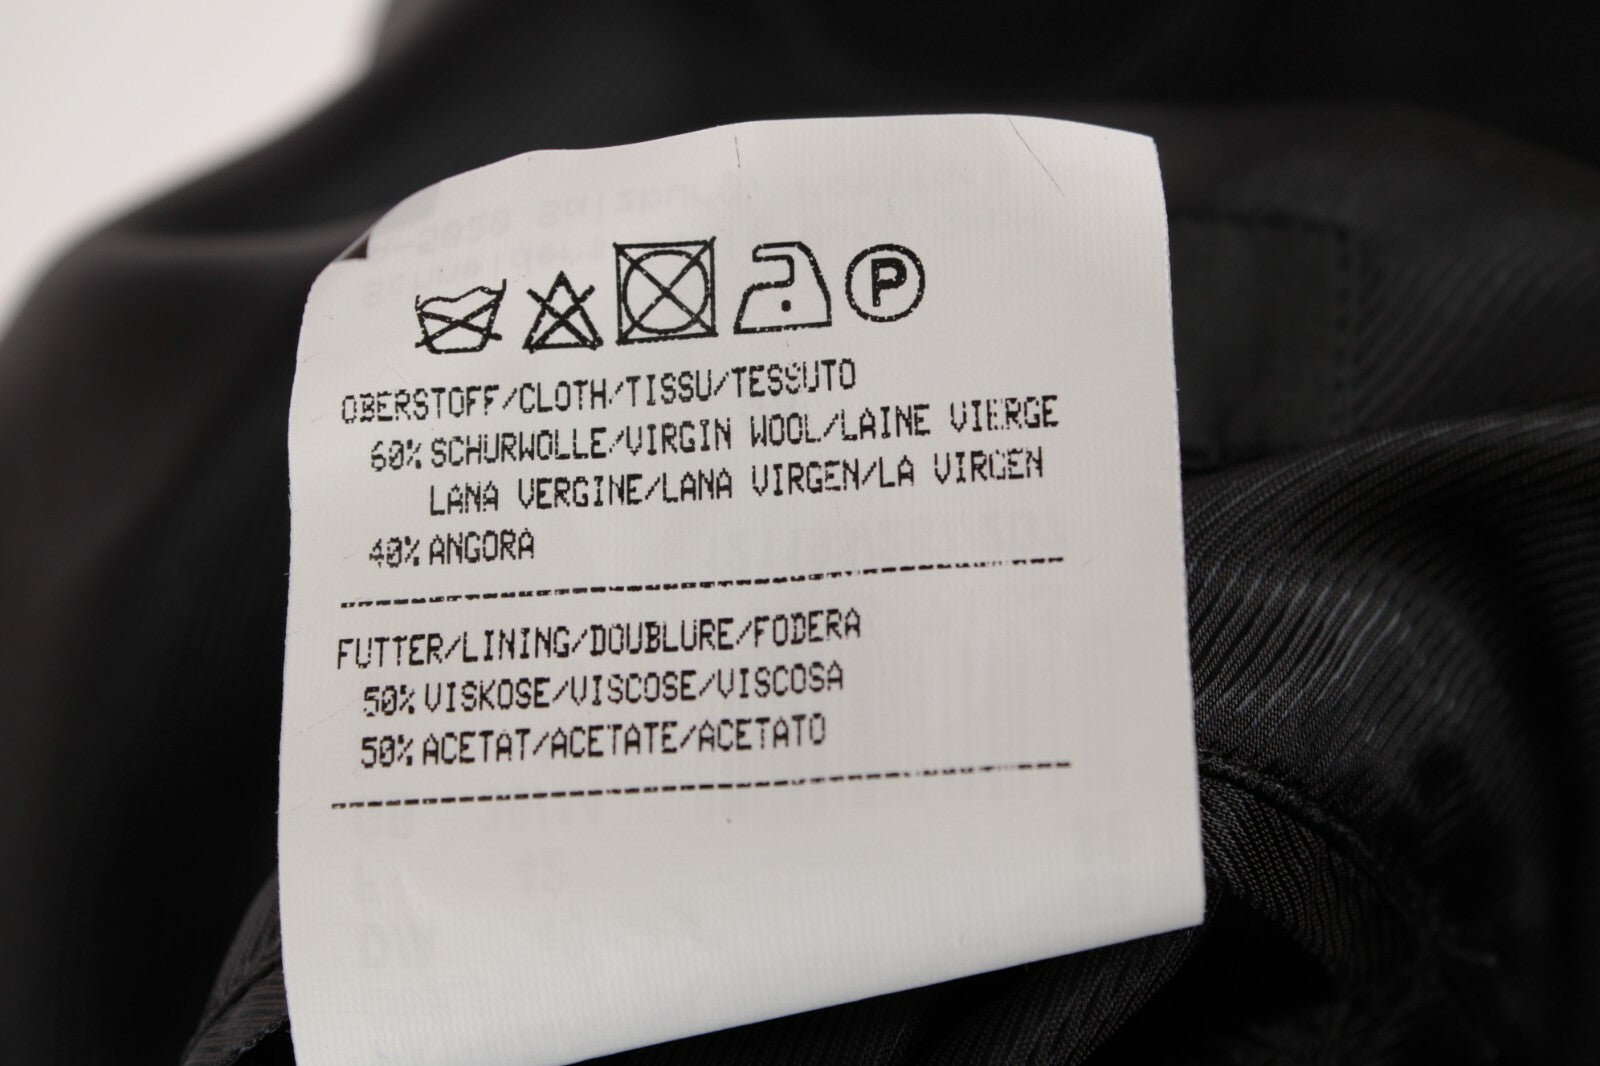 P
OBERSTOFF/CLOTH/TISSU/TESSUTO
60% SCHURWOLLE/VIRGIN WOOL/LAINE VIERGE
LANA VERGINE/LANA VIRGEN/LA VIRGEN
40% ANGORA
FUTTER/LINING/DOUBLURE/FODERA
50% VISKOSE/VISCOSE/VISCOSA
50% ACETAT/ACETATE/ACETATO